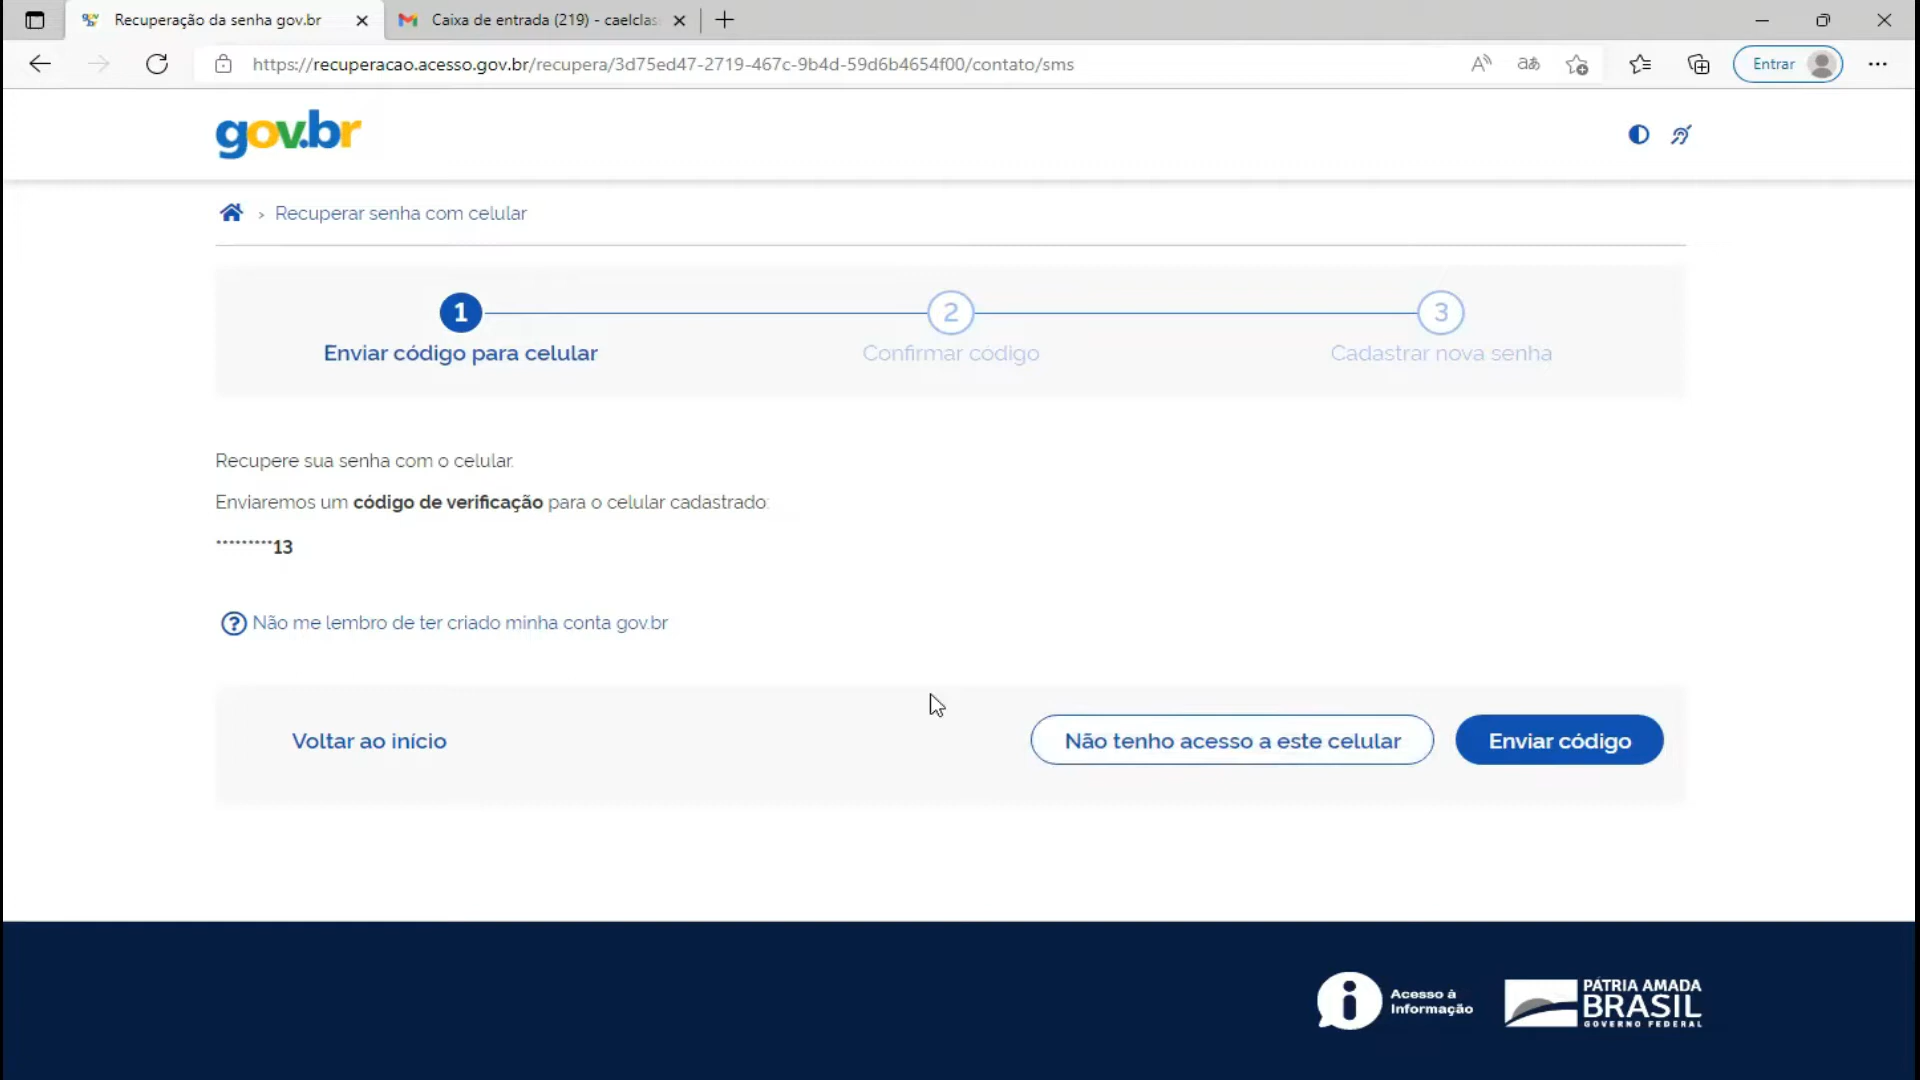 Recuperação da senha gov.br
Caixa de entrada (219) - caelclas
https://recuperacao.acesso.gov.br/recupera/3d75ed47-2719-467c-9b4d-59d6b4654f00/contato/sms
Entrar
gov.br
Recuperar senha com celular
1
2
3
Enviar código para celular
Confirmar código
Cadastrar nova senha
Recupere sua senha com o celular.
Enviaremos um código de verificação para o celular cadastrado:
*********13
Não me lembro de ter criado minha conta gov.br
Voltar ao início
Não tenho acesso a este celular
Enviar código
Acesso à
Informação
PÁTRIA AMADA
BRASIL
GOVERNO FEDERAL